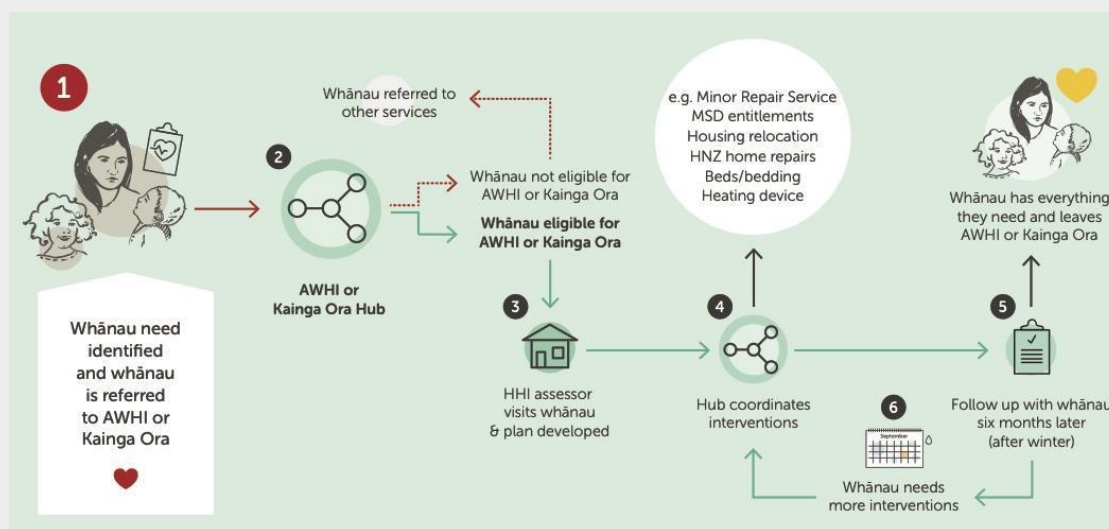 1
Whānau need
identified
and whānau
is referred
to AWHI or
Kainga Ora
2
AWHI or
Kainga Ora Hub
Whānau referred to
other services
Whānau not eligible for
AWHI or Kainga Ora
Whānau eligible for
AWHI or Kainga Ora
3
HHI assessor
visits whānau
& plan developed
4
Hub coordinates
interventions
e.g. Minor Repair Service
MSD entitlements
Housing relocation
HNZ home repairs
Beds/bedding
Heating device
5
Follow up with whānau
six months later
(after winter)
Whānau has everything
they need and leaves
AWHI or Kainga Ora
6
September
Whānau needs
more interventions